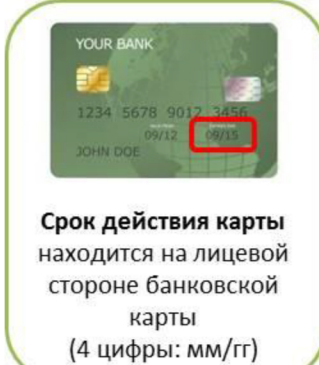 YOUR BANK
1234 5678 9012 3456
09/12 09/15
JOHN DOE
Срок действия карты
находится на лицевой
стороне банковской
карты
(4 цифры: мм/гг)